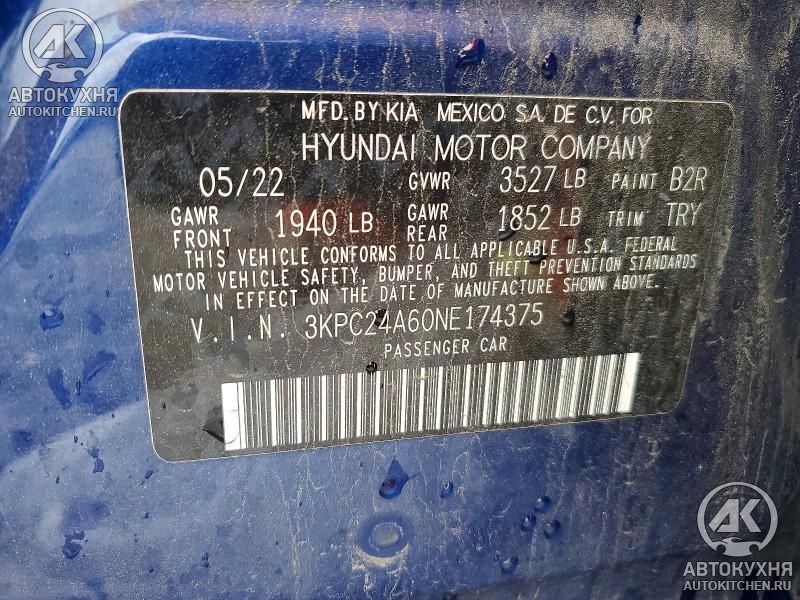 AK
АВТОКУХНЯ
AUTOKITCHEN.RU
MFD. BY KIA MEXICO S.A. DE C.V. FOR
HYUNDAI MOTOR COMPANY
05/22 GVWR 3527 LB PAINT B2R
GAWR FRONT 1940 LB GAWR REAR 1852 LB TRIM TRY
THIS VEHICLE CONFORMS TO ALL APPLICABLE U.S.A. FEDERAL
MOTOR VEHICLE SAFETY, BUMPER, AND THEFT PREVENTION STANDARDS
IN EFFECT ON THE DATE OF MANUFACTURE SHOWN ABOVE.
V.I.N. 3KPC24A60NE174375
PASSENGER CAR
AK
АВТОКУХНЯ
AUTOKITCHEN.RU